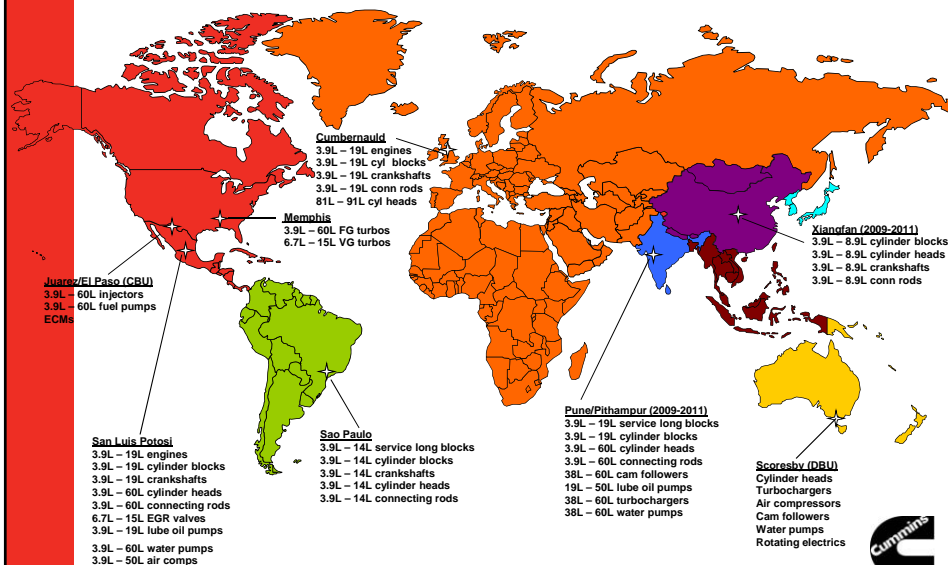 Cumbernauld
3.9L – 19L engines
3.9L – 19L cyl blocks
3.9L – 19L crankshafts
3.9L – 19L conn rods
81L – 91L cyl heads
Memphis
3.9L – 60L FG turbos
6.7L – 15L VG turbos
Xiangfan (2009-2011)
3.9L – 8.9L cylinder blocks
3.9L – 8.9L cylinder heads
3.9L – 8.9L crankshafts
3.9L – 8.9L conn rods
Juarez/El Paso (CBU)
3.9L – 60L injectors
3.9L – 60L fuel pumps
ECMs
San Luis Potosi
3.9L – 19L engines
3.9L – 19L cylinder blocks
3.9L – 19L crankshafts
3.9L – 60L cylinder heads
3.9L – 60L connecting rods
6.7L – 15L EGR valves
3.9L – 19L lube oil pumps
3.9L – 60L water pumps
3.9L – 50L air comps
Sao Paulo
3.9L – 14L service long blocks
3.9L – 14L cylinder blocks
3.9L – 14L crankshafts
3.9L – 14L cylinder heads
3.9L – 14L connecting rods
Pune/Pithampur (2009-2011)
3.9L – 19L service long blocks
3.9L – 19L cylinder blocks
3.9L – 60L cylinder heads
3.9L – 60L connecting rods
38L – 60L cam followers
19L – 50L lube oil pumps
38L – 60L turbochargers
38L – 60L water pumps
Scoresby (DBU)
Cylinder heads
Turbochargers
Air compressors
Cam followers
Water pumps
Rotating electrics
Cummins